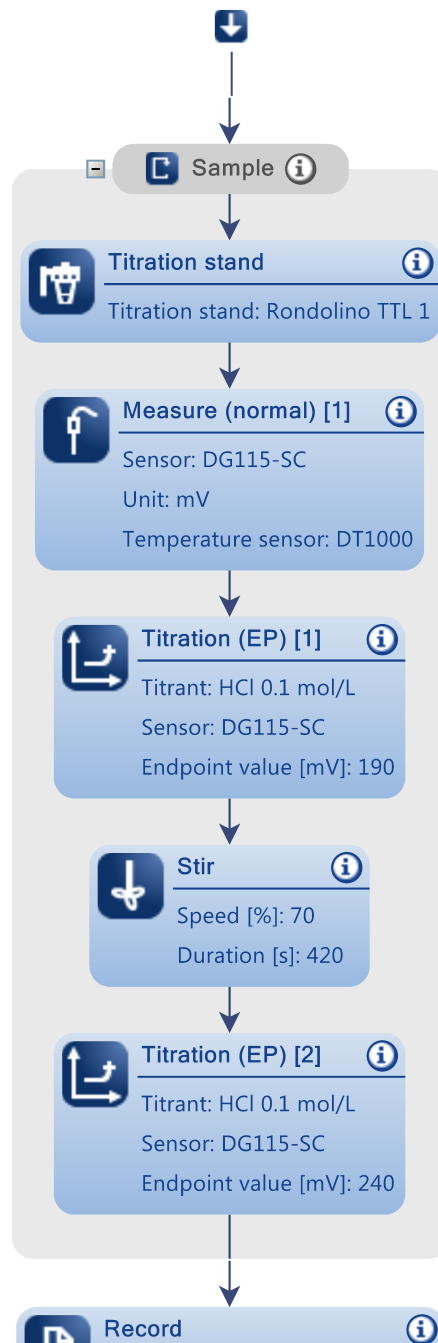 Sample
Titration stand
Titration stand: Rondolino TTL 1
Measure (normal) [1]
Sensor: DG115-SC
Unit: mV
Temperature sensor: DT1000
Titration (EP) [1]
Titrant: HCl 0.1 mol/L
Sensor: DG115-SC
Endpoint value [mV]: 190
Stir
Speed [%]: 70
Duration [s]: 420
Titration (EP) [2]
Titrant: HCl 0.1 mol/L
Sensor: DG115-SC
Endpoint value [mV]: 240
Record